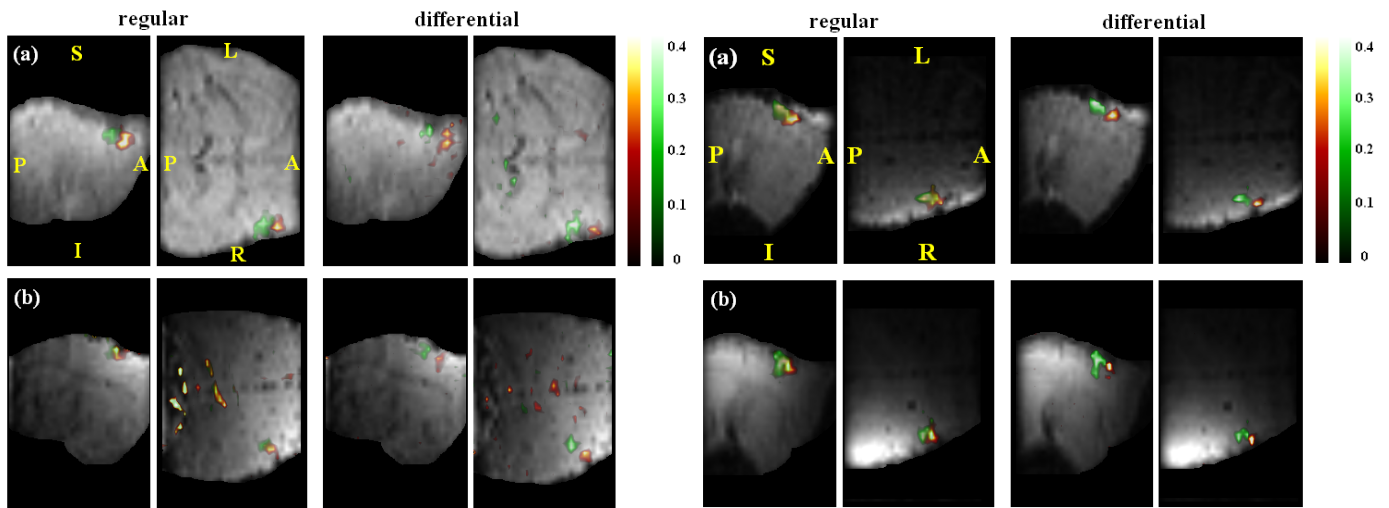 regular differential regular differential
(a) S L 0.4 (a) S L 0.4
0.3 0.3
P A P A 0.2 P A P A 0.2
0.1 0.1
I R 0 I R 0
(b) (b)